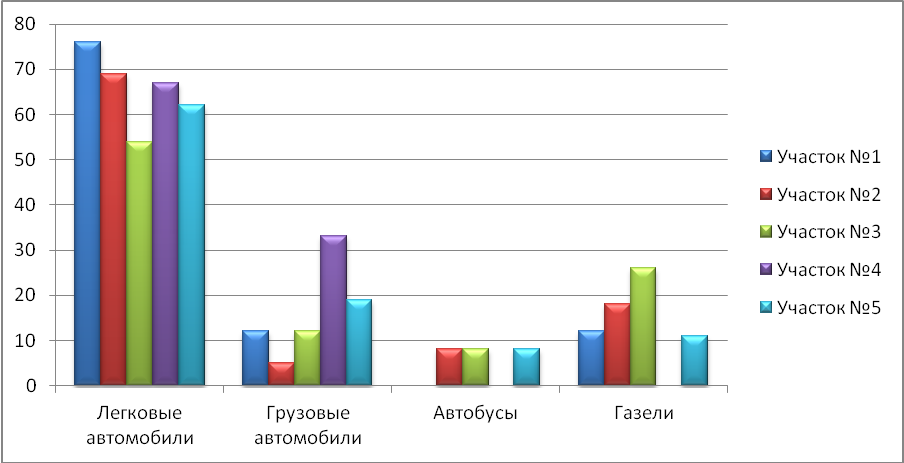 80
70
60
50
40
30
20
10
0
Легковые
автомобили
Грузовые
автомобили
Автобусы
Газели
Участок №1
Участок №2
Участок №3
Участок №4
Участок №5